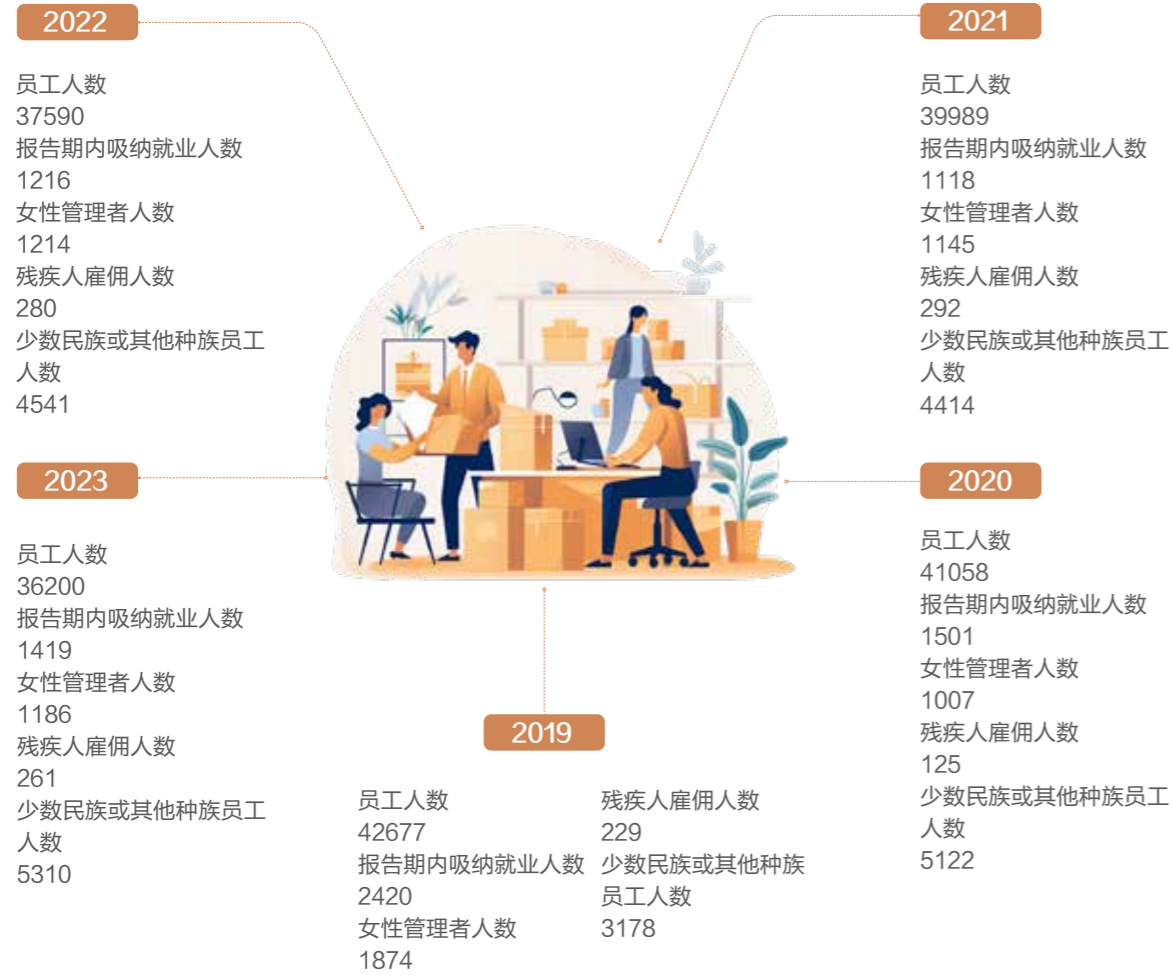 2022
员工人数
37590
报告期内吸纳就业人数
1216
女性管理者人数
1214
残疾人雇佣人数
280
少数民族或其他种族员工
人数
4541
2021
员工人数
39989
报告期内吸纳就业人数
1118
女性管理者人数
1145
残疾人雇佣人数
292
少数民族或其他种族员工
人数
4414
2023
员工人数
36200
报告期内吸纳就业人数
1419
女性管理者人数
1186
残疾人雇佣人数
261
少数民族或其他种族员工
人数
5310
2020
员工人数
41058
报告期内吸纳就业人数
1501
女性管理者人数
1007
残疾人雇佣人数
125
少数民族或其他种族员工
人数
5122
2019
员工人数
42677
报告期内吸纳就业人数
2420
女性管理者人数
1874
残疾人雇佣人数
229
少数民族或其他种族
员工人数
3178